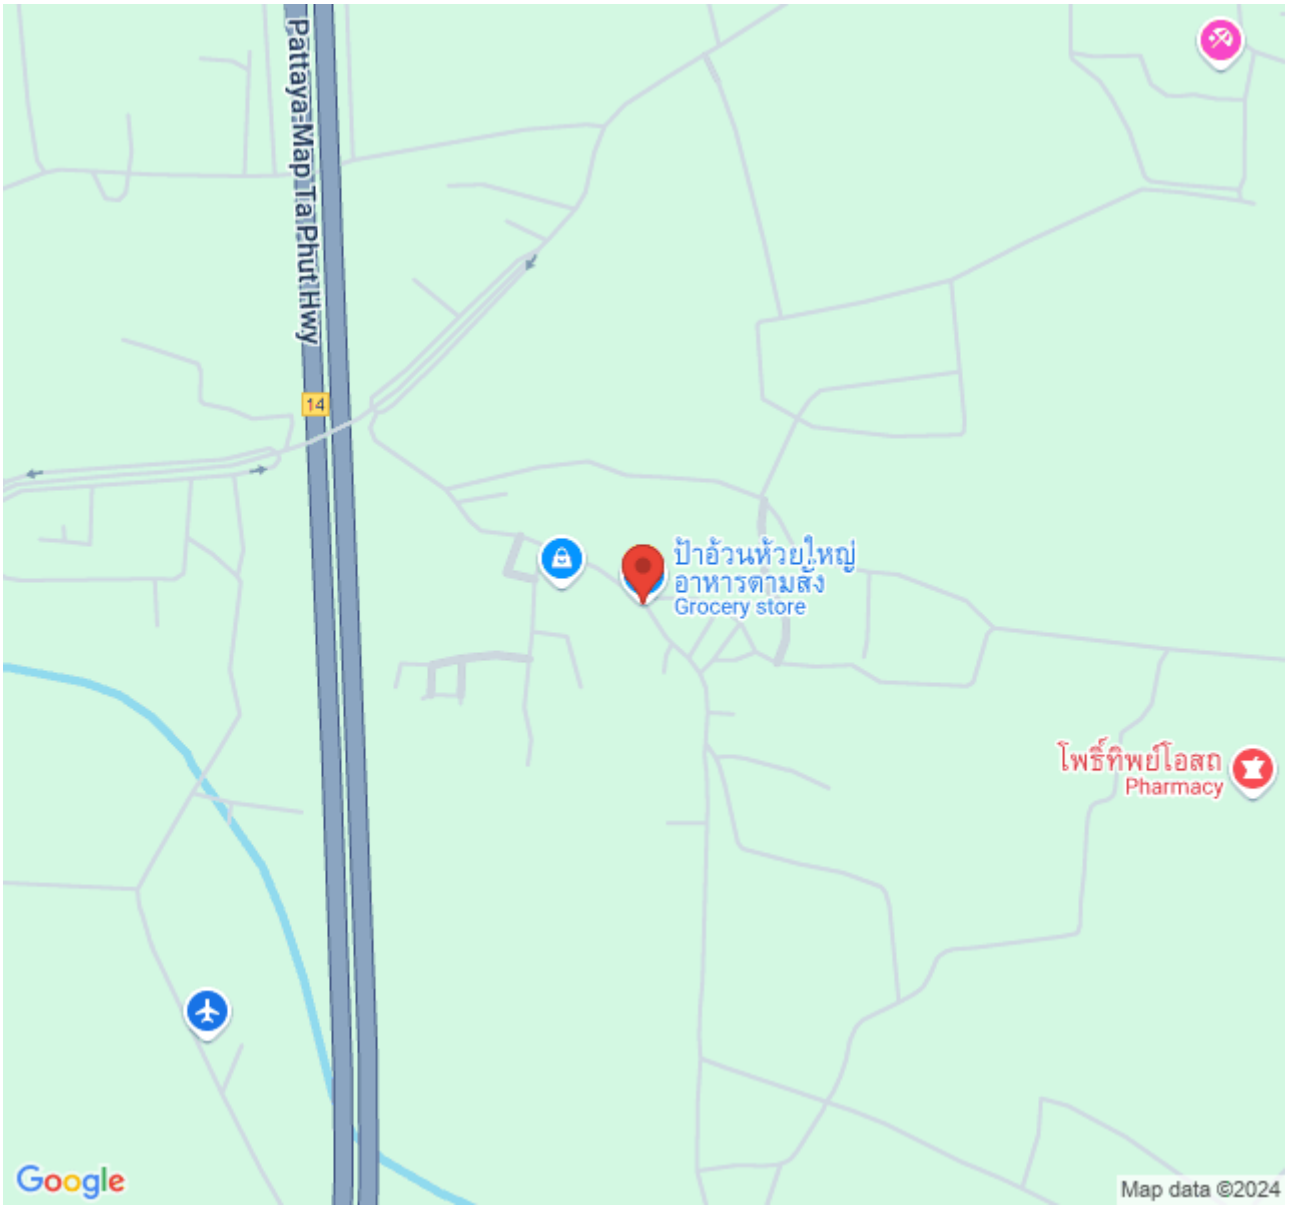 Pattaya-Map Ta Phut Hwy
14
ป้าอ้วนห้วยใหญ่
อาหารตามสั่ง
Grocery store
โพธิ์ทิพย์โอสถ
Pharmacy
Google
Map data ©2024